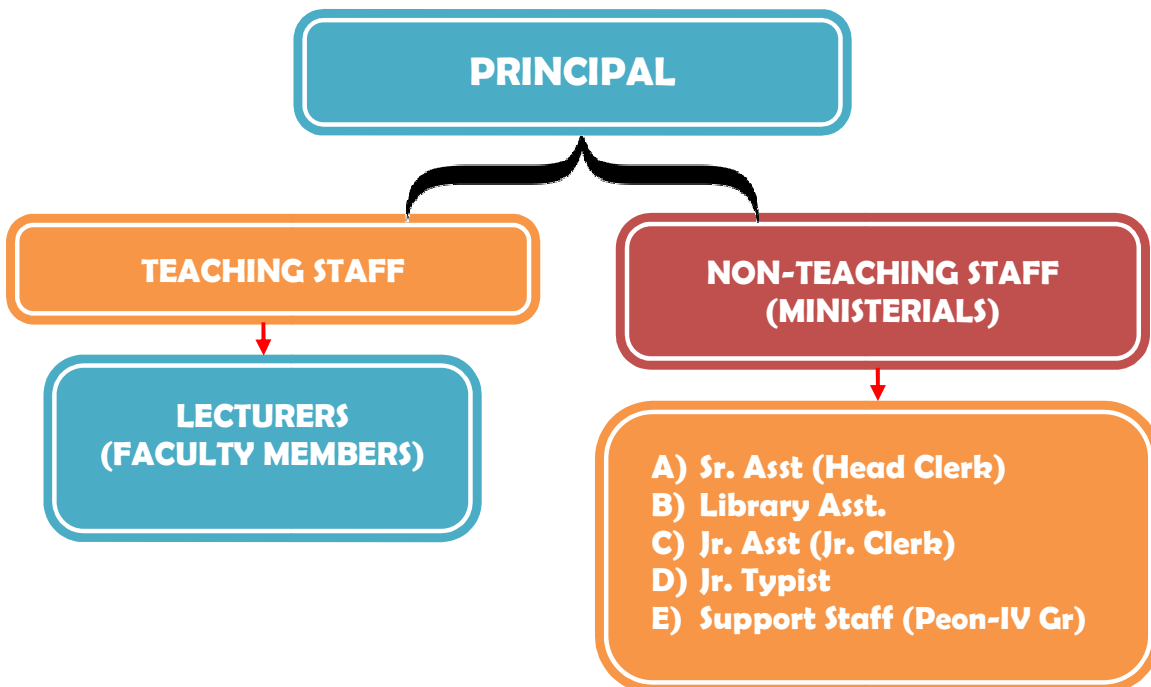 PRINCIPAL
TEACHING STAFF
NON-TEACHING STAFF
(MINISTERIALS)
LECTURERS
(FACULTY MEMBERS)
A) Sr. Asst (Head Clerk)
B) Library Asst.
C) Jr. Asst (Jr. Clerk)
D) Jr. Typist
E) Support Staff (Peon-IV Gr)